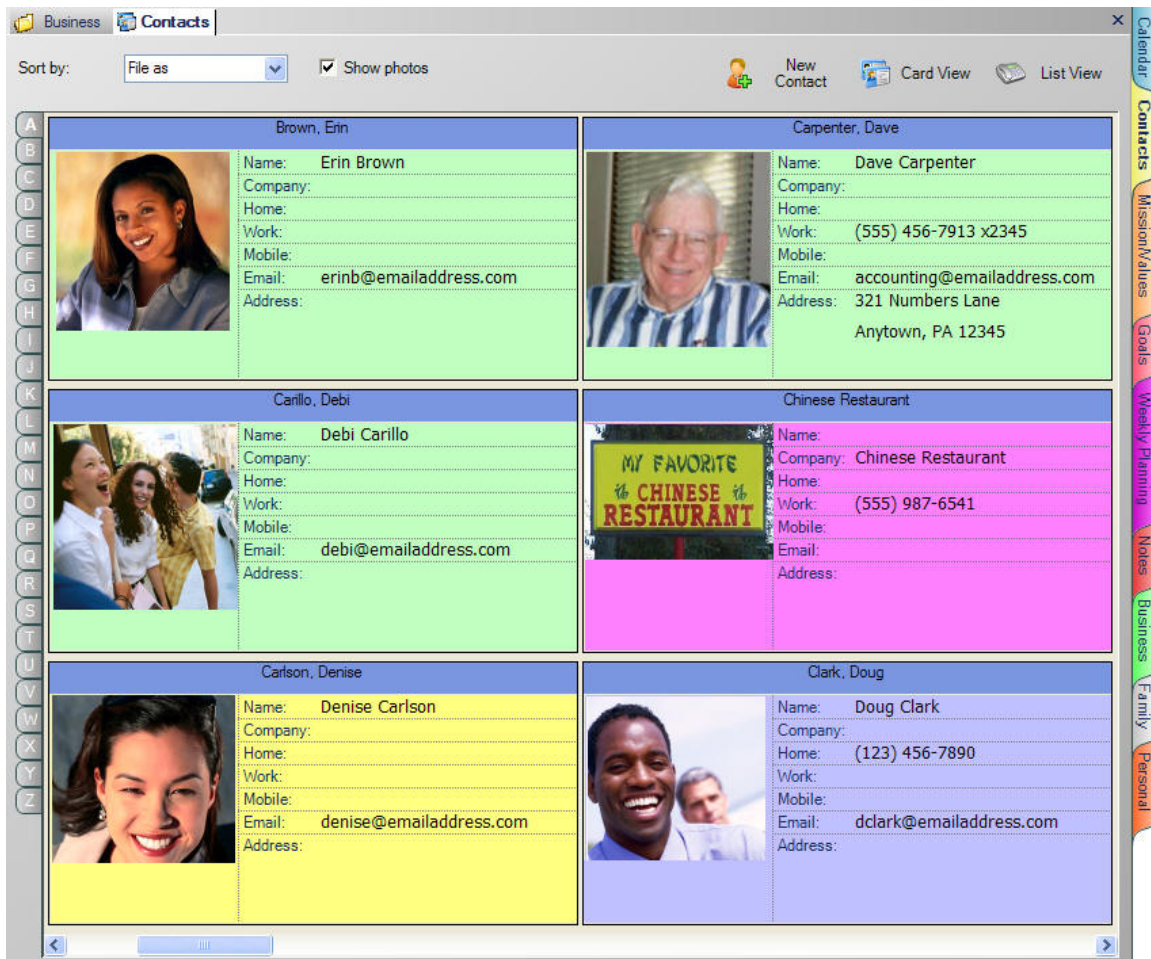 Business
Contacts
Sort by:
File as
Show photos
New
Contact
Card View
List View
A
B
C
D
E
F
G
H
I
J
K
L
M
N
O
P
Q
R
S
T
U
V
W
X
Y
Z
Brown, Erin
Name: Erin Brown
Company:
Home:
Work:
Mobile:
Email: erinb@emailaddress.com
Address:
Carpenter, Dave
Name: Dave Carpenter
Company:
Home:
Work: (555) 456-7913 x2345
Mobile:
Email: accounting@emailaddress.com
Address: 321 Numbers Lane
Anytown, PA 12345
Carillo, Debi
Name: Debi Carillo
Company:
Home:
Work:
Mobile:
Email: debi@emailaddress.com
Address:
Chinese Restaurant
MY FAVORITE
CHINESE
RESTAURANT
Name:
Company: Chinese Restaurant
Home:
Work: (555) 987-6541
Mobile:
Email:
Address:
Carlson, Denise
Name: Denise Carlson
Company:
Home:
Work:
Mobile:
Email: denise@emailaddress.com
Address:
Clark, Doug
Name: Doug Clark
Company:
Home: (123) 456-7890
Work:
Mobile:
Email: dclark@emailaddress.com
Address:
Calendar
Contacts
Mission/Values
Goals
Weekly Planning
Notes
Business
Family
Personal